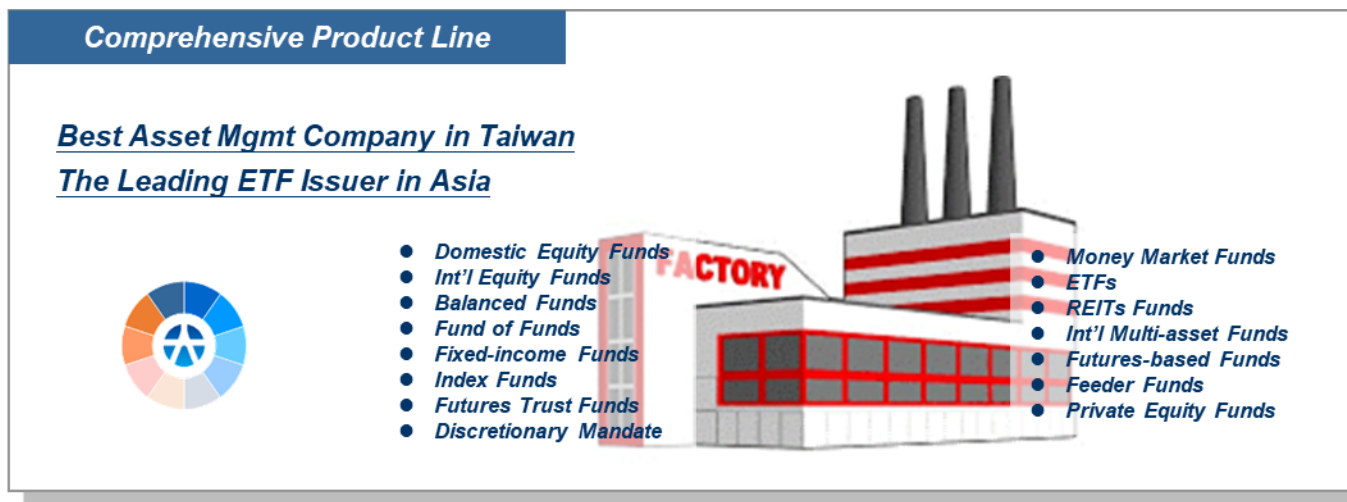 Comprehensive Product Line
Best Asset Mgmt Company in Taiwan
The Leading ETF Issuer in Asia
● Domestic Equity Funds
● Int'l Equity Funds
● Balanced Funds
● Fund of Funds
● Fixed-income Funds
● Index Funds
● Futures Trust Funds
● Discretionary Mandate
FACTORY
● Money Market Funds
● ETFs
● REITs Funds
● Int'l Multi-asset Funds
● Futures-based Funds
● Feeder Funds
● Private Equity Funds